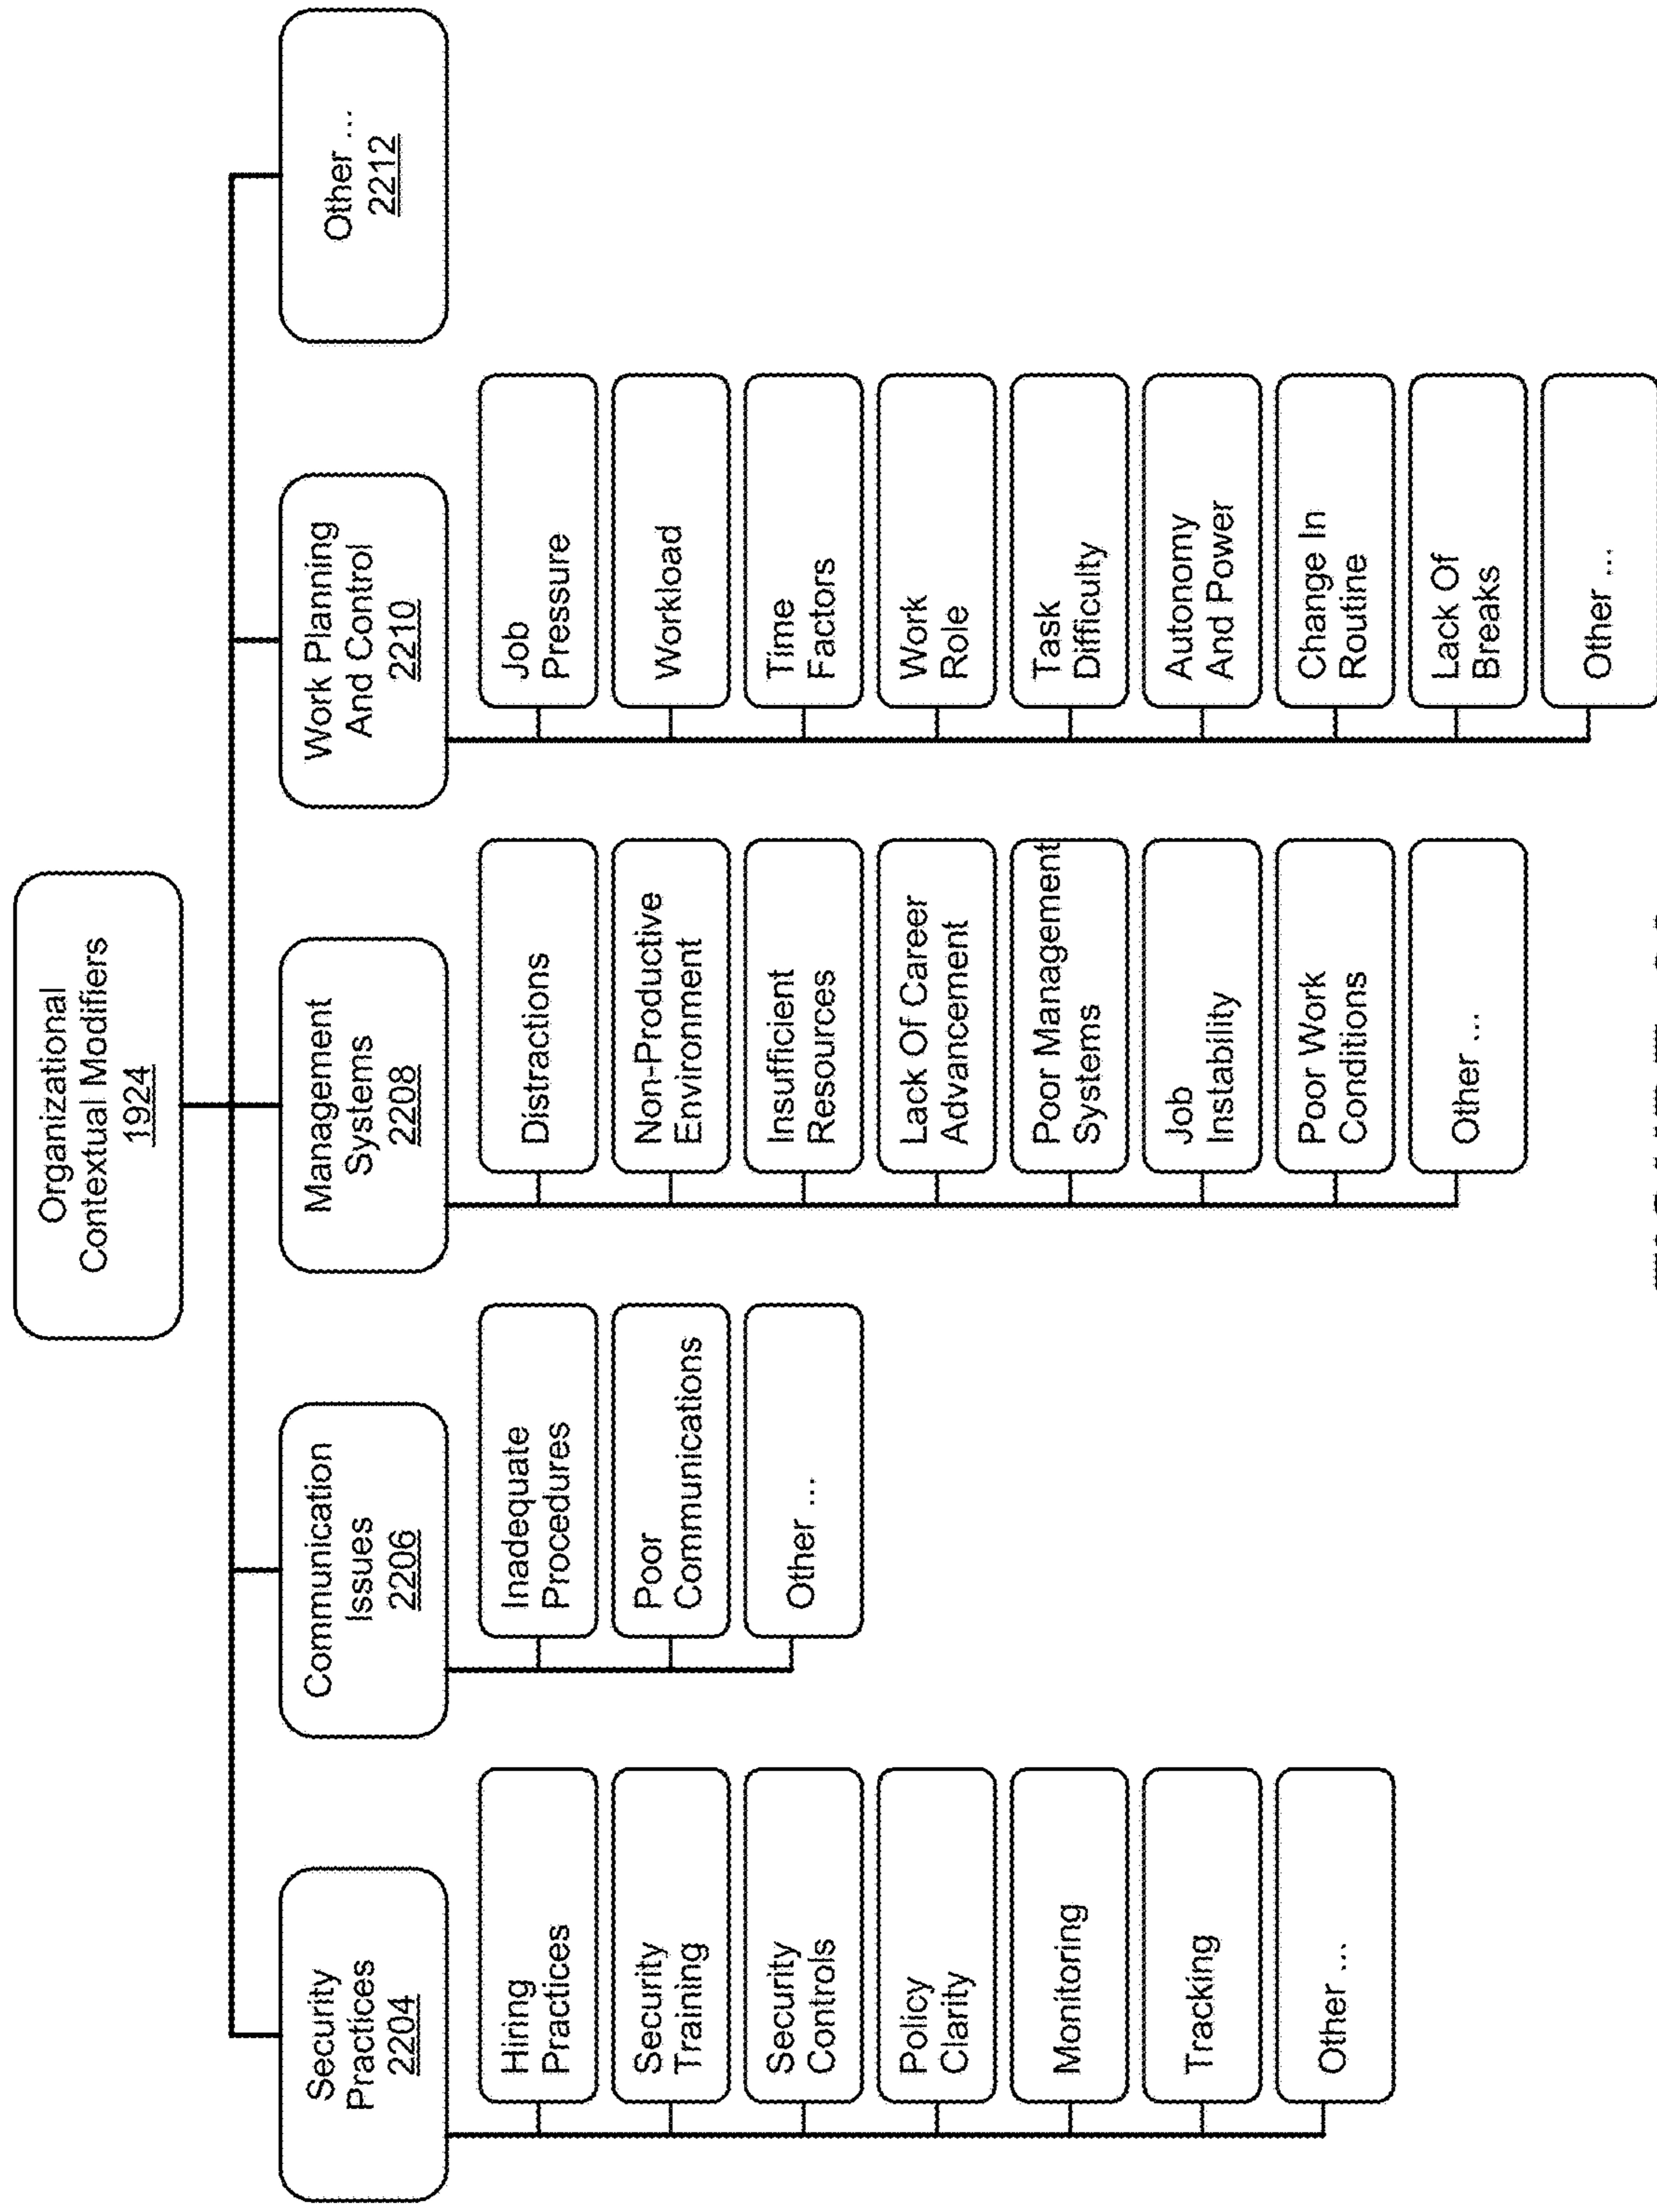 Organizational
Contextual Modifiers
1924
Security
Practices
2204
Hiring
Practices
Security
Training
Security
Controls
Policy
Clarity
Monitoring
Tracking
Other ...
Communication
Issues
2206
Inadequate
Procedures
Poor
Communications
Other ...
Management
Systems
2208
Distractions
Non-Productive
Environment
Insufficient
Resources
Lack Of Career
Advancement
Poor Management
Systems
Job
Instability
Poor Work
Conditions
Other ...
Work Planning
And Control
2210
Job
Pressure
Workload
Time
Factors
Work
Role
Task
Difficulty
Autonomy
And Power
Change In
Routine
Lack Of
Breaks
Other ...
Other ...
2212